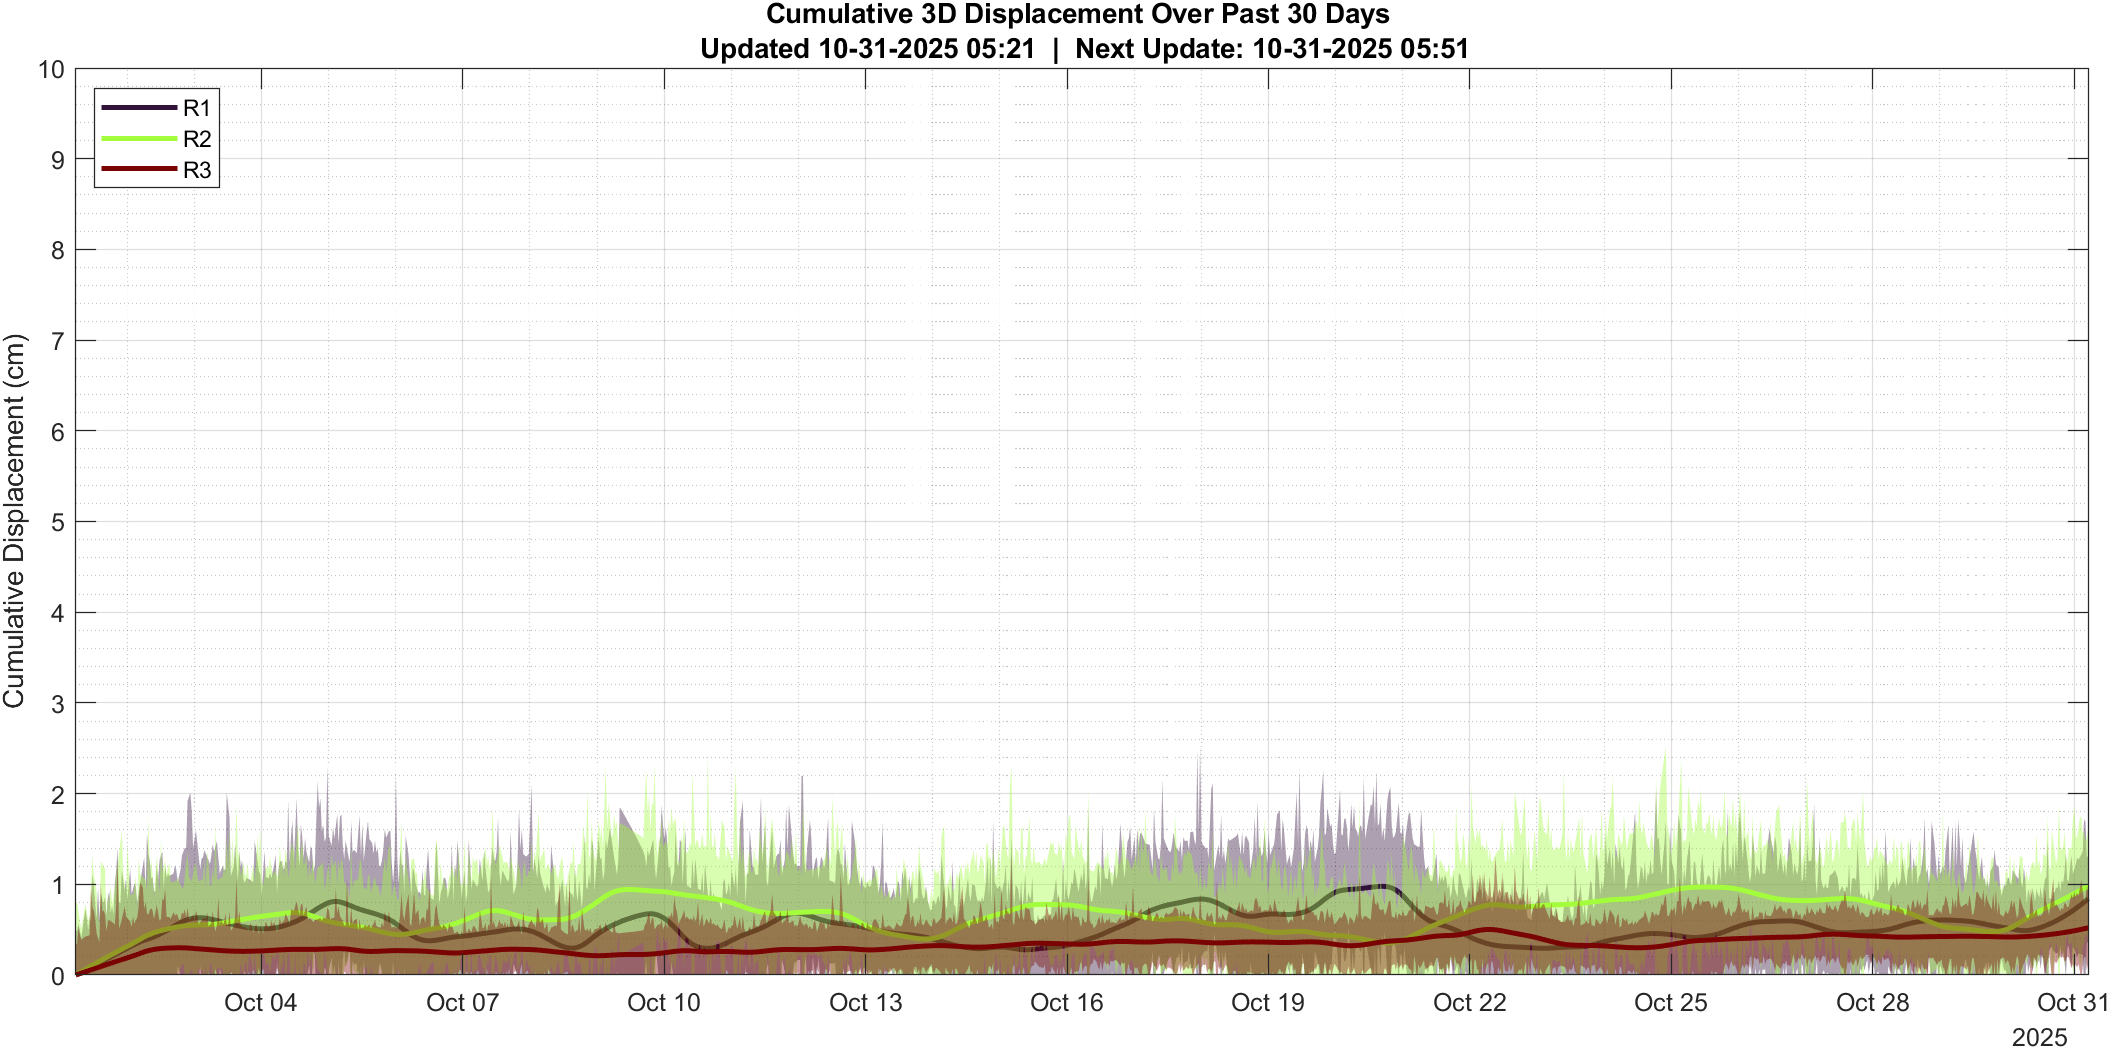 Cumulative 3D Displacement Over Past 30 Days
Updated 10-31-2025 05:21 | Next Update: 10-31-2025 05:51
R1
R2
R3
Cumulative Displacement (cm)
10
9
8
7
6
5
4
3
2
1
0
Oct 04 Oct 07 Oct 10 Oct 13 Oct 16 Oct 19 Oct 22 Oct 25 Oct 28 Oct 31
2025